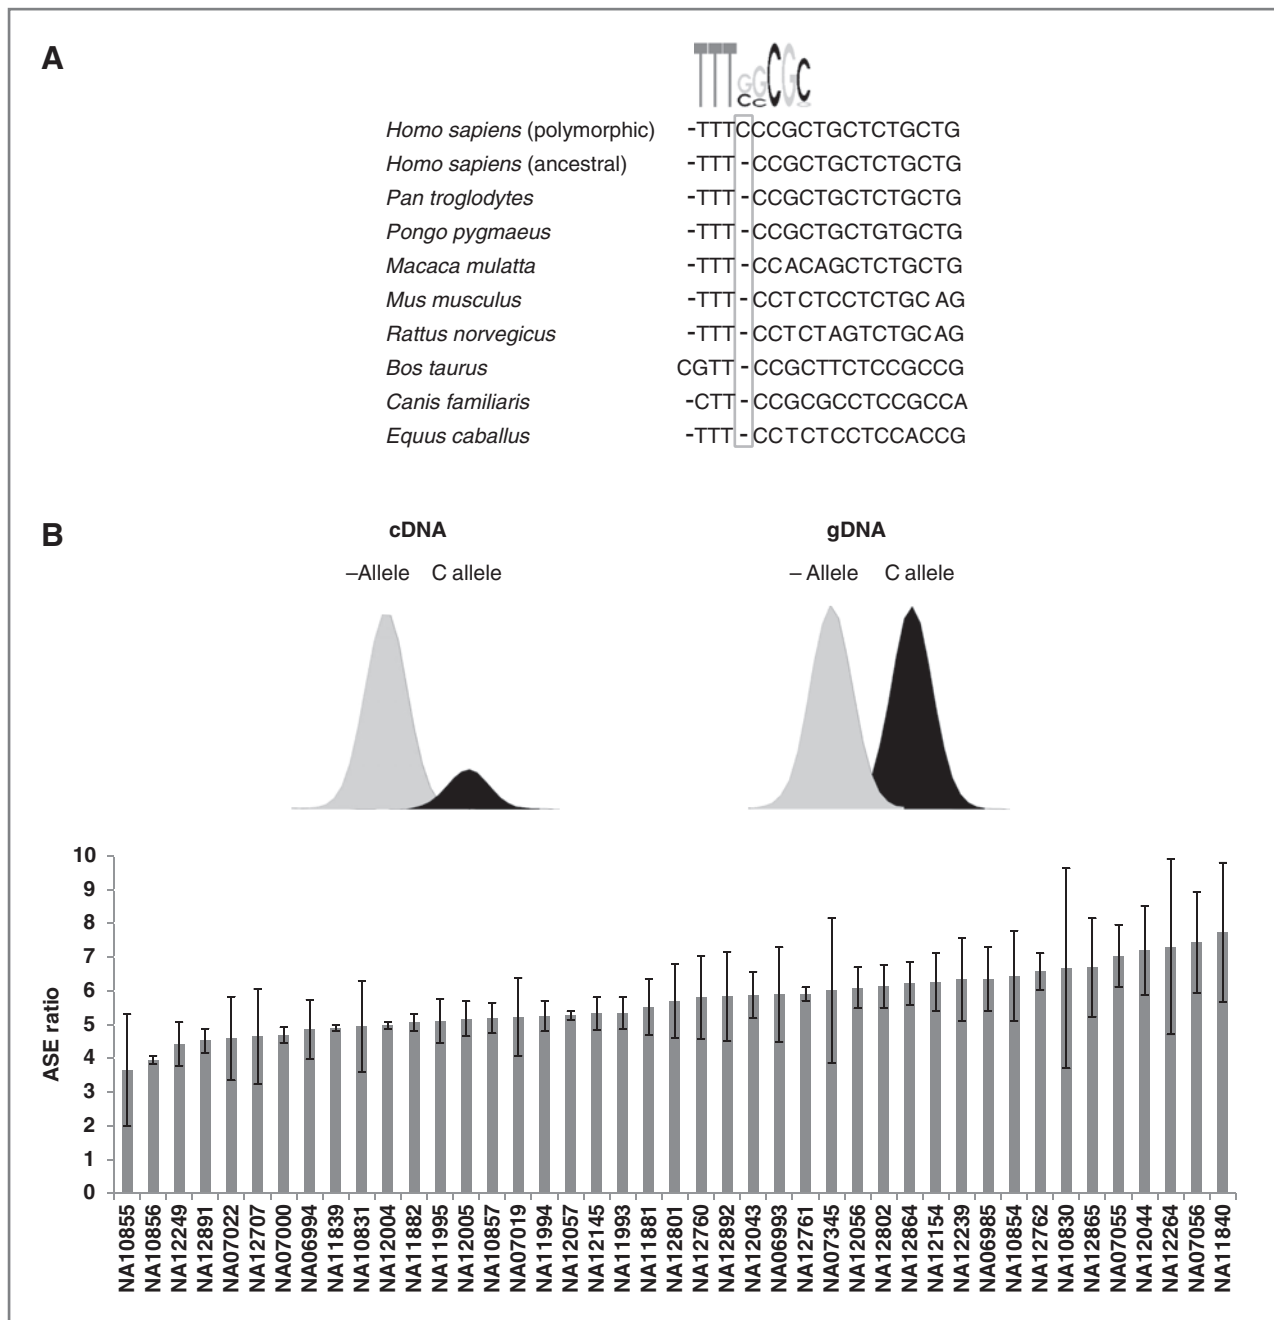 A
TTTGGCGC
CC G
Homo sapiens (polymorphic) -TTTCCCGCTGCTCTGCTG
Homo sapiens (ancestral) -TTT-CCGCTGCTCTGCTG
Pan troglodytes -TTT-CCGCTGCTCTGCTG
Pongo pygmaeus -TTT-CCGCTGCTGTGCTG
Macaca mulatta -TTT-CCACAGCTCTGCTG
Mus musculus -TTT-CCTCTCCTCTGCAG
Rattus norvegicus -TTT-CCTCTAGTCTGCAG
Bos taurus CGTT-CCGCTTCTCCGCCG
Canis familiaris -CTT-CCGCGCCTCCGCCA
Equus caballus -TTT-CCTCTCCTCCACCG
B
cDNA gDNA
–Allele C allele – Allele C allele
10
9
8
7
6
5
4
3
2
1
0
ASE ratio
NA10855
NA10856
NA12249
NA12891
NA07022
NA12707
NA07000
NA06994
NA11839
NA10831
NA12004
NA11882
NA11995
NA12005
NA10857
NA07019
NA11994
NA12057
NA12145
NA11993
NA11881
NA12801
NA12760
NA12892
NA12043
NA06993
NA12761
NA07345
NA12056
NA12802
NA12864
NA12154
NA12239
NA06985
NA10854
NA12762
NA10830
NA12865
NA07055
NA12044
NA12264
NA07056
NA11840